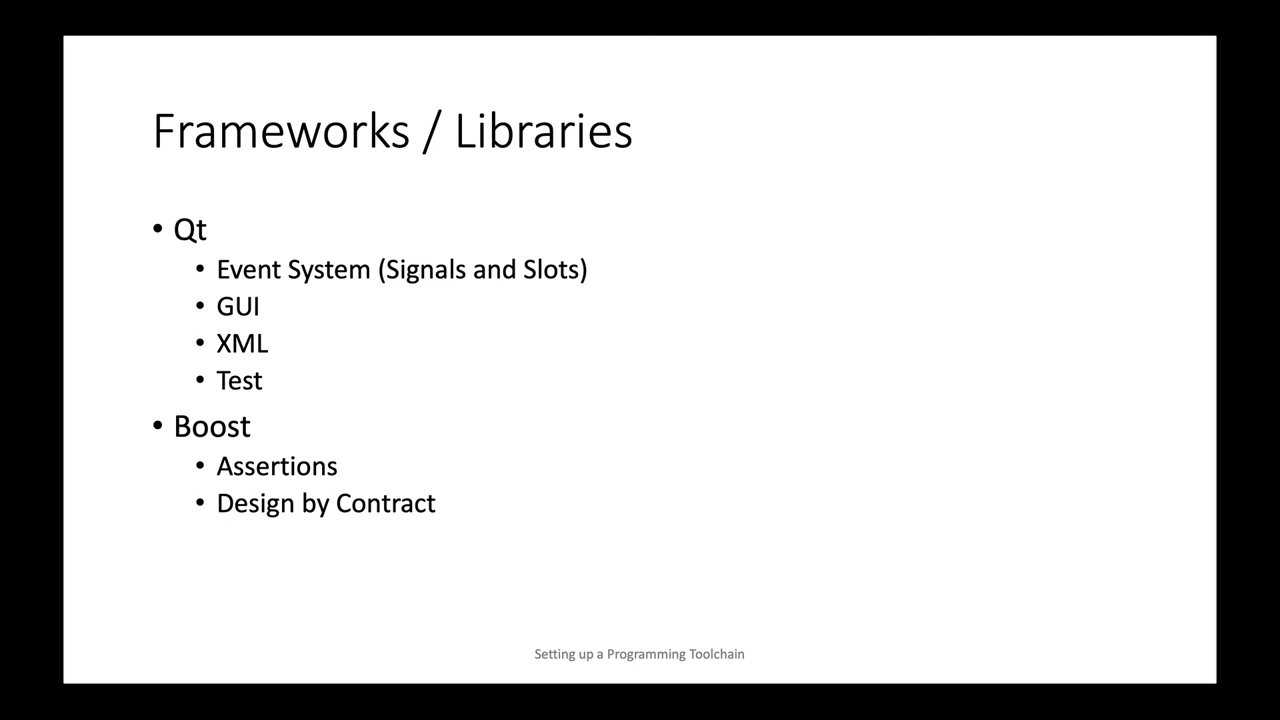 Frameworks / Libraries
• Qt
• Event System (Signals and Slots)
• GUI
• XML
• Test
• Boost
• Assertions
• Design by Contract
Setting up a Programming Toolchain